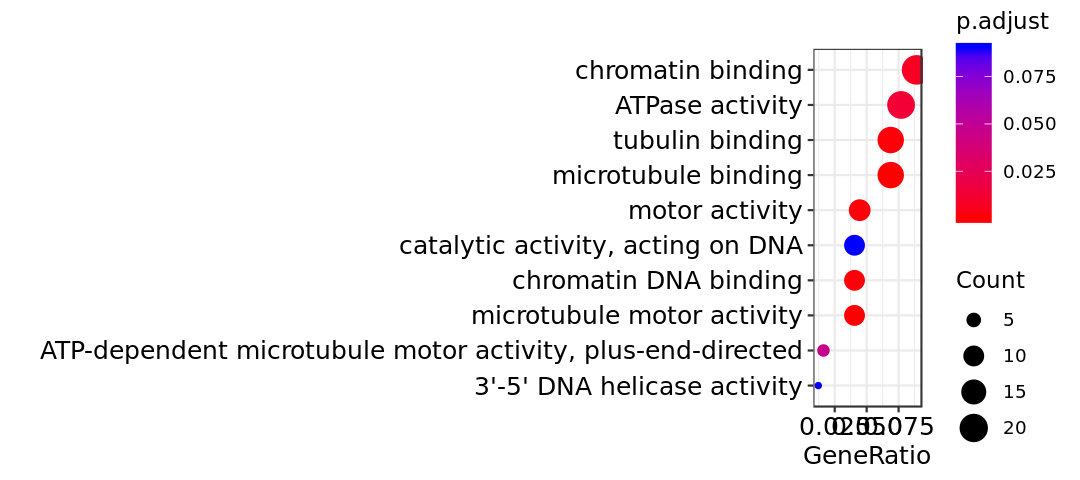 p.adjust
chromatin binding
ATPase activity
tubulin binding
microtubule binding
motor activity
catalytic activity, acting on DNA
chromatin DNA binding
microtubule motor activity
ATP-dependent microtubule motor activity, plus-end-directed
3'-5' DNA helicase activity
0.025 0.050 0.075
GeneRatio
0.075
0.050
0.025
Count
5
10
15
20